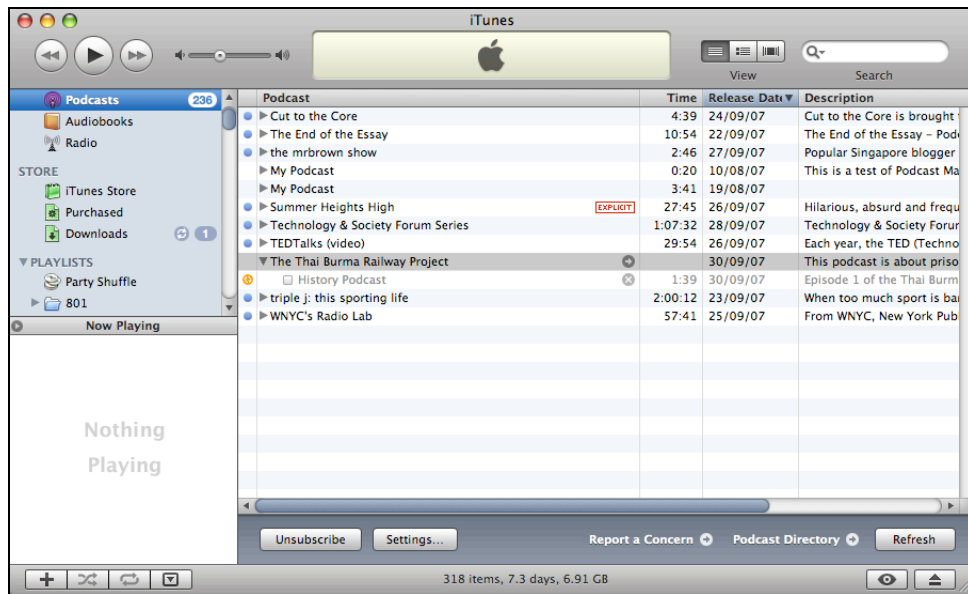 iTunes
View
Search
Podcasts 236
Audiobooks
Radio
STORE
iTunes Store
Purchased
Downloads 1
PLAYLISTS
Party Shuffle
801
Now Playing
Nothing
Playing
Podcast Time Release Date Description
Cut to the Core 4:39 24/09/07 Cut to the Core is brought
The End of the Essay 10:54 22/09/07 The End of the Essay – Pod
the mrbrown show 2:46 27/09/07 Popular Singapore blogger
My Podcast 0:20 10/08/07 This is a test of Podcast Ma
My Podcast 3:41 19/08/07
Summer Heights High EXPLICIT 27:45 26/09/07 Hilarious, absurd and frequ
Technology & Society Forum Series 1:07:32 28/09/07 Technology & Society Forur
TEDTalks (video) 29:54 26/09/07 Each year, the TED (Techno
The Thai Burma Railway Project 30/09/07 This podcast is about priso
History Podcast 1:39 30/09/07 Episode 1 of the Thai Burm
triple j: this sporting life 2:00:12 23/09/07 When too much sport is ba
WNYC's Radio Lab 57:41 25/09/07 From WNYC, New York Pub
Unsubscribe Settings... Report a Concern Podcast Directory Refresh
318 items, 7.3 days, 6.91 GB